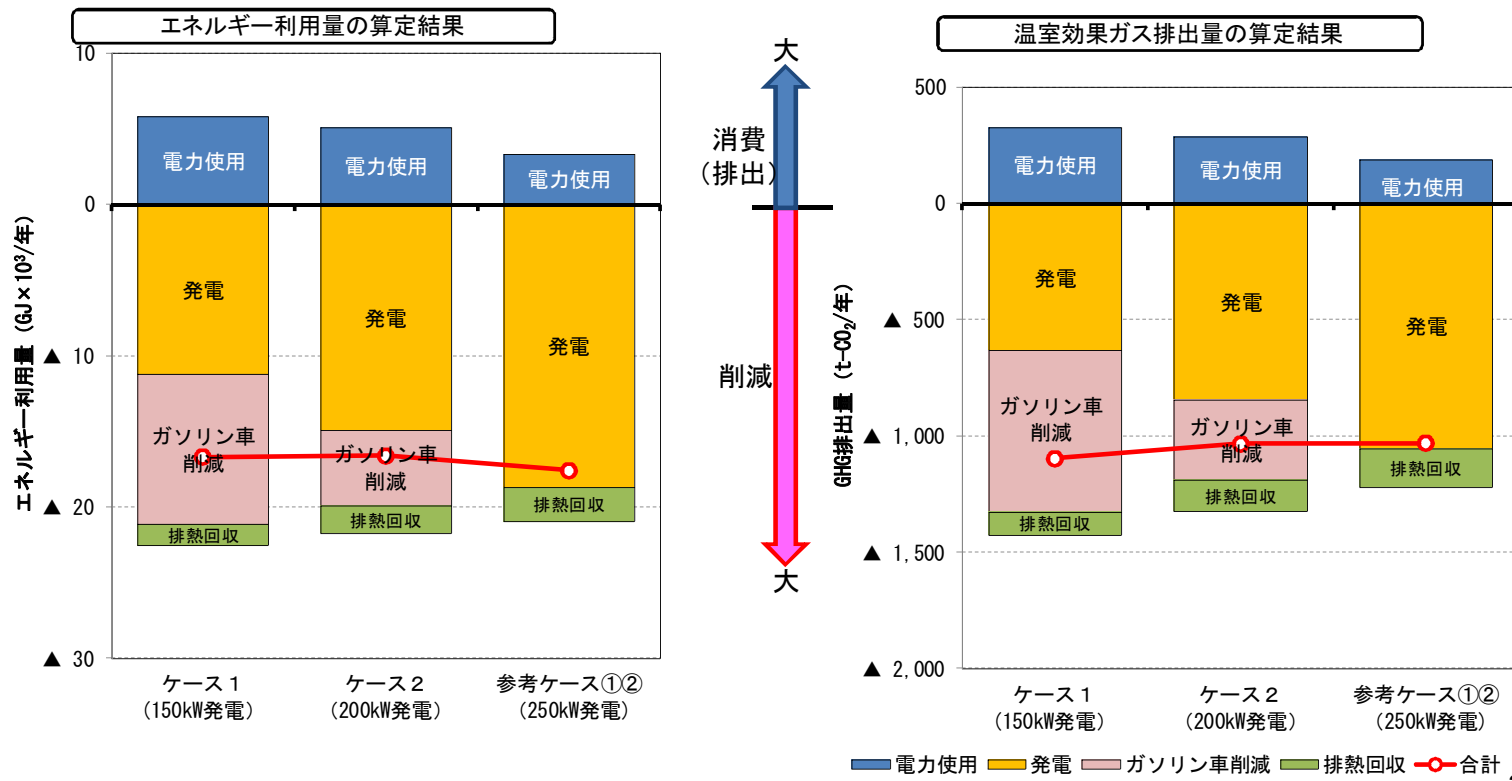 エネルギー利用量の算定結果
10
0
▲ 10
▲ 20
▲ 30
エネルギー利用量（GJ×10³/年）
電力使用
電力使用
電力使用
発電
発電
発電
ガソリン車
削減
ガソリン車
削減
排熱回収
排熱回収
排熱回収
ケース１
（150kW発電）
ケース２
（200kW発電）
参考ケース①②
（250kW発電）
大
消費
（排出）
削減
大
温室効果ガス排出量の算定結果
500
0
▲ 500
▲ 1,000
▲ 1,500
▲ 2,000
GHG排出量（t-CO₂/年）
電力使用
電力使用
電力使用
発電
発電
発電
ガソリン車
削減
ガソリン車
削減
排熱回収
排熱回収
排熱回収
ケース１
（150kW発電）
ケース２
（200kW発電）
参考ケース①②
（250kW発電）
電力使用 発電 ガソリン車削減 排熱回収 合計